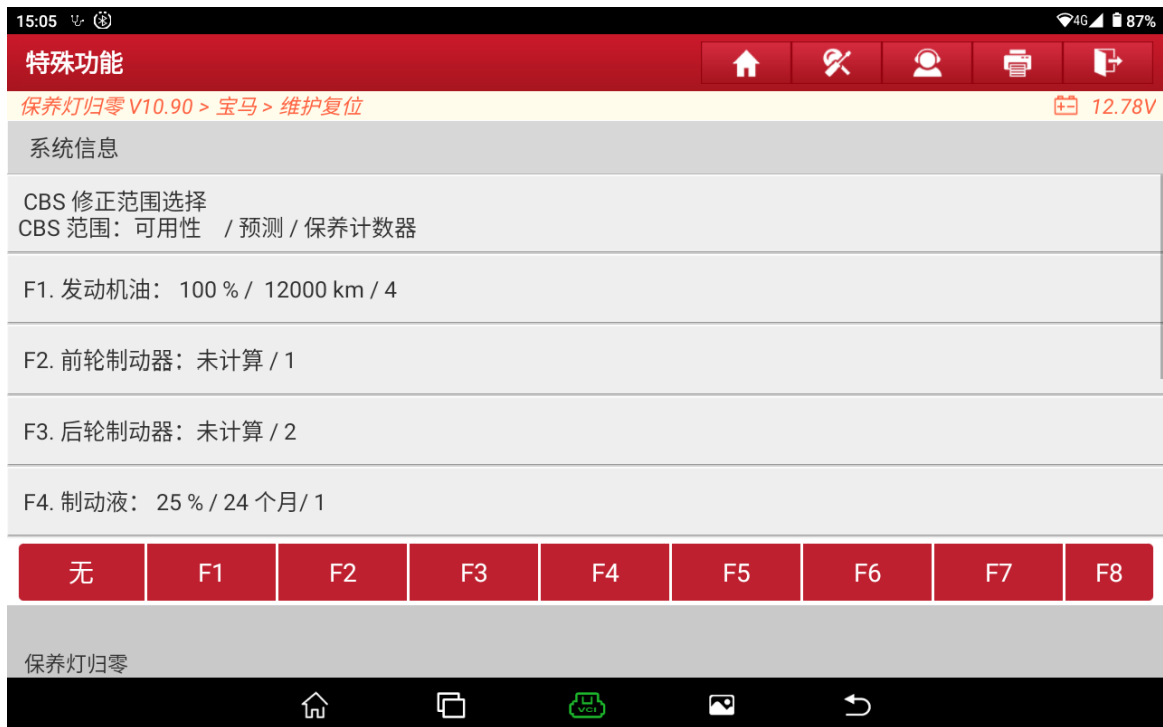 15:05 4G 87%
特殊功能
保养灯归零 V10.90 > 宝马 > 维护复位 12.78V
系统信息
CBS 修正范围选择
CBS 范围：可用性 / 预测 / 保养计数器
F1. 发动机油： 100 % / 12000 km / 4
F2. 前轮制动器：未计算 / 1
F3. 后轮制动器：未计算 / 2
F4. 制动液： 25 % / 24 个月/ 1
无 F1 F2 F3 F4 F5 F6 F7 F8
保养灯归零
VCI